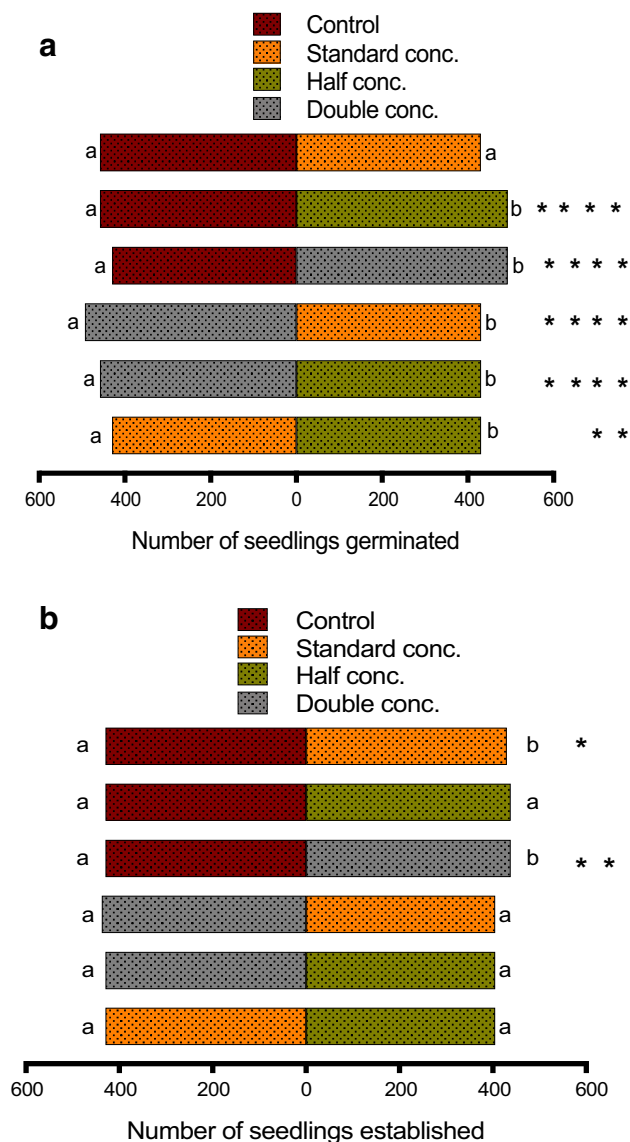 a
Control
Standard conc.
Half conc.
Double conc.
a a
a b * * * *
a b * * * *
a b * * * *
a b * * * *
a b * *
600 400 200 0 200 400 600
Number of seedlings germinated
b
Control
Standard conc.
Half conc.
Double conc.
a b *
a a
a b * *
a a
a a
a a
600 400 200 0 200 400 600
Number of seedlings established